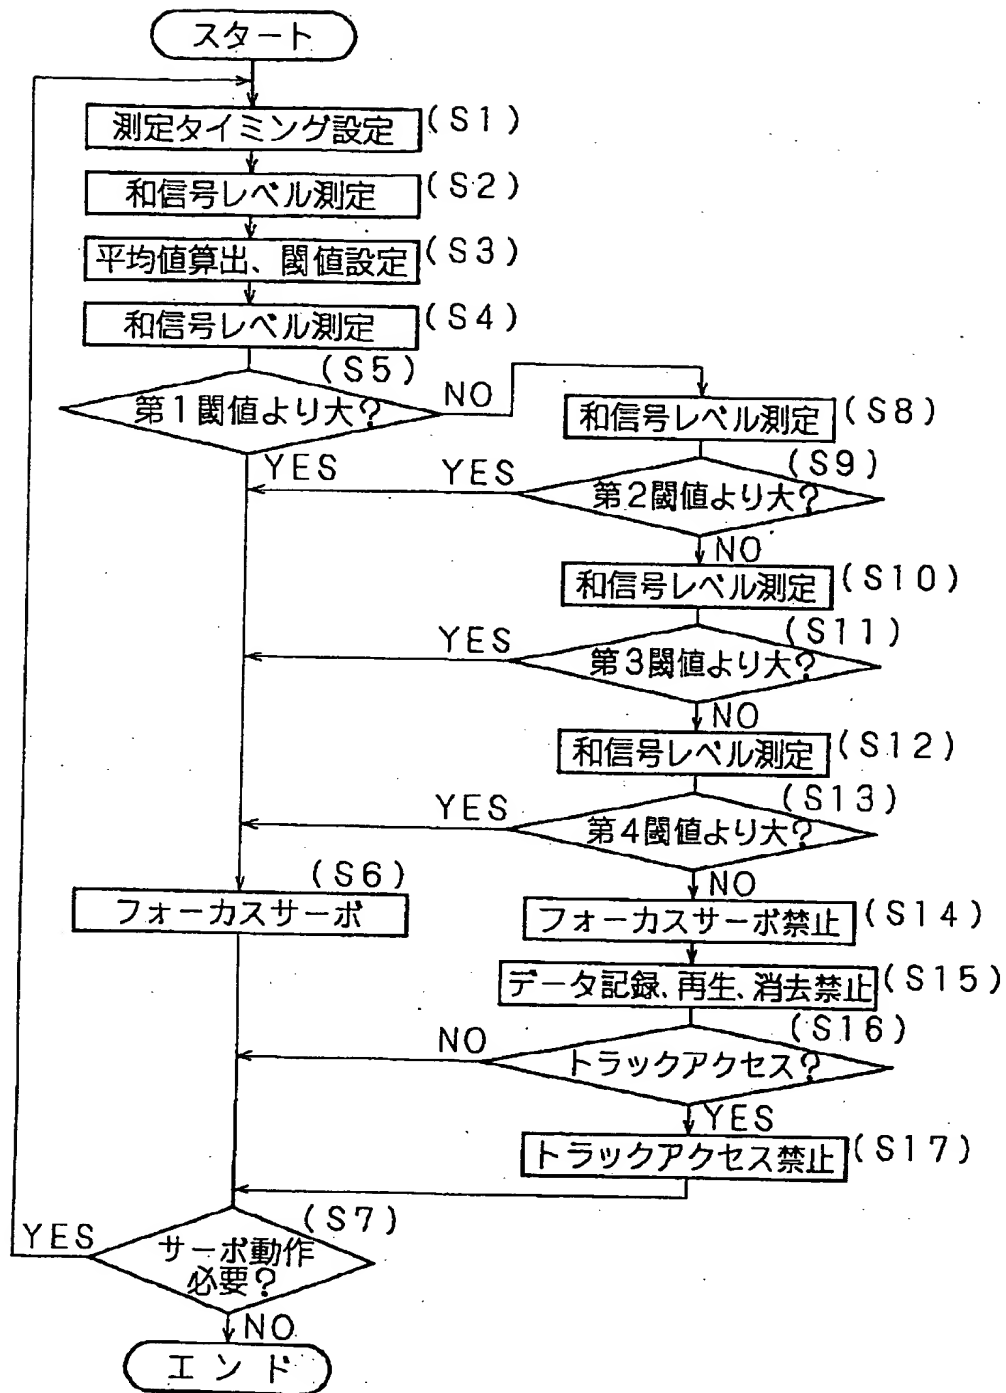 スタート
測定タイミング設定 (S1)
和信号レベル測定 (S2)
平均値算出、閾値設定 (S3)
和信号レベル測定 (S4)
(S5)
第1閾値より大?
NO
YES
和信号レベル測定 (S8)
(S9)
第2閾値より大?
YES
NO
和信号レベル測定 (S10)
(S11)
第3閾値より大?
YES
NO
和信号レベル測定 (S12)
(S13)
第4閾値より大?
YES
NO
(S6)
フォーカスサーボ
フォーカスサーボ禁止 (S14)
データ記録、再生、消去禁止 (S15)
(S16)
トラックアクセス?
NO
YES
トラックアクセス禁止 (S17)
(S7)
サーボ動作
必要?
YES
NO
エンド